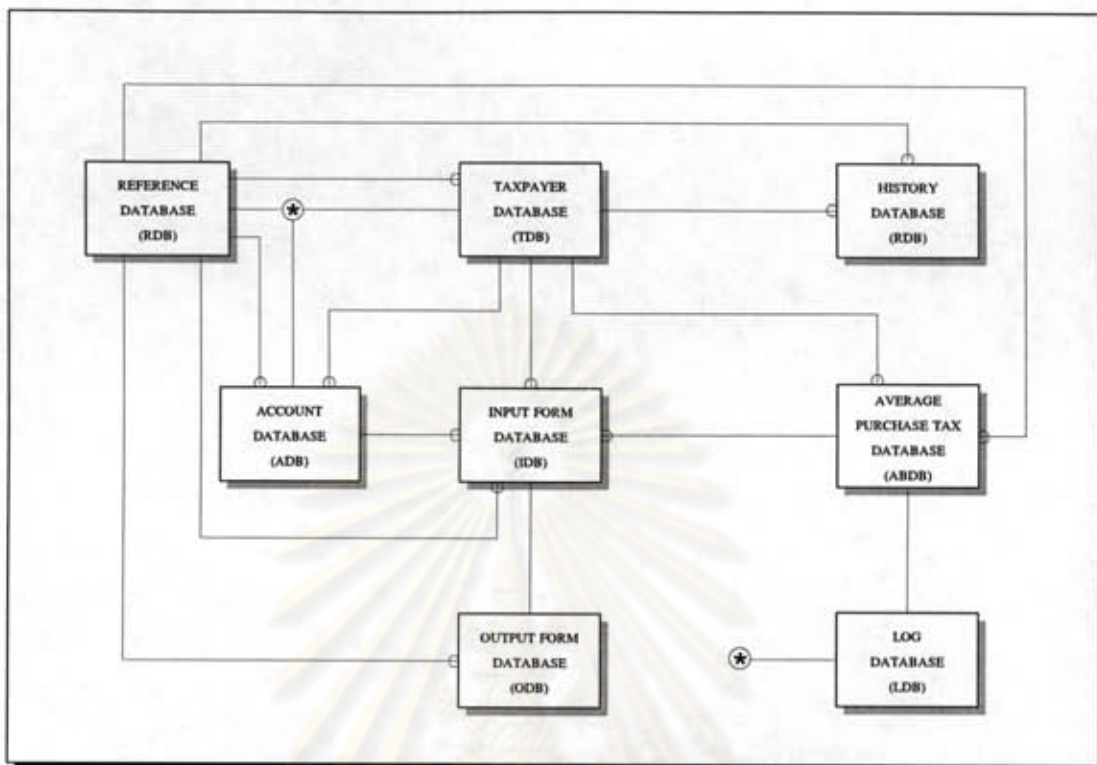 REFERENCE
DATABASE
(RDB)
TAXPAYER
DATABASE
(TDB)
HISTORY
DATABASE
(RDB)
*
ACCOUNT
DATABASE
(ADB)
INPUT FORM
DATABASE
(IDB)
AVERAGE
PURCHASE TAX
DATABASE
(ABDB)
OUTPUT FORM
DATABASE
(ODB)
*
LOG
DATABASE
(LDB)